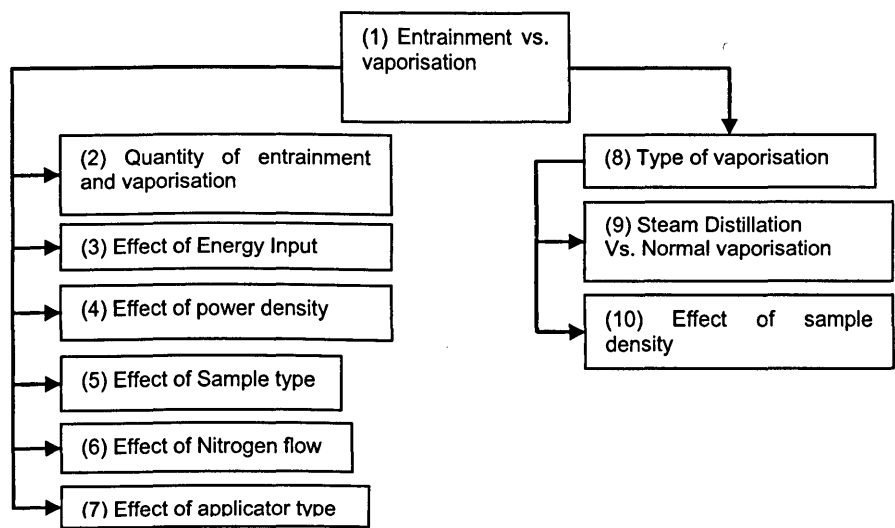 (1) Entrainment vs.
vaporisation
(2) Quantity of entrainment
and vaporisation
(3) Effect of Energy Input
(4) Effect of power density
(5) Effect of Sample type
(6) Effect of Nitrogen flow
(7) Effect of applicator type
(8) Type of vaporisation
(9) Steam Distillation
Vs. Normal vaporisation
(10) Effect of sample
density